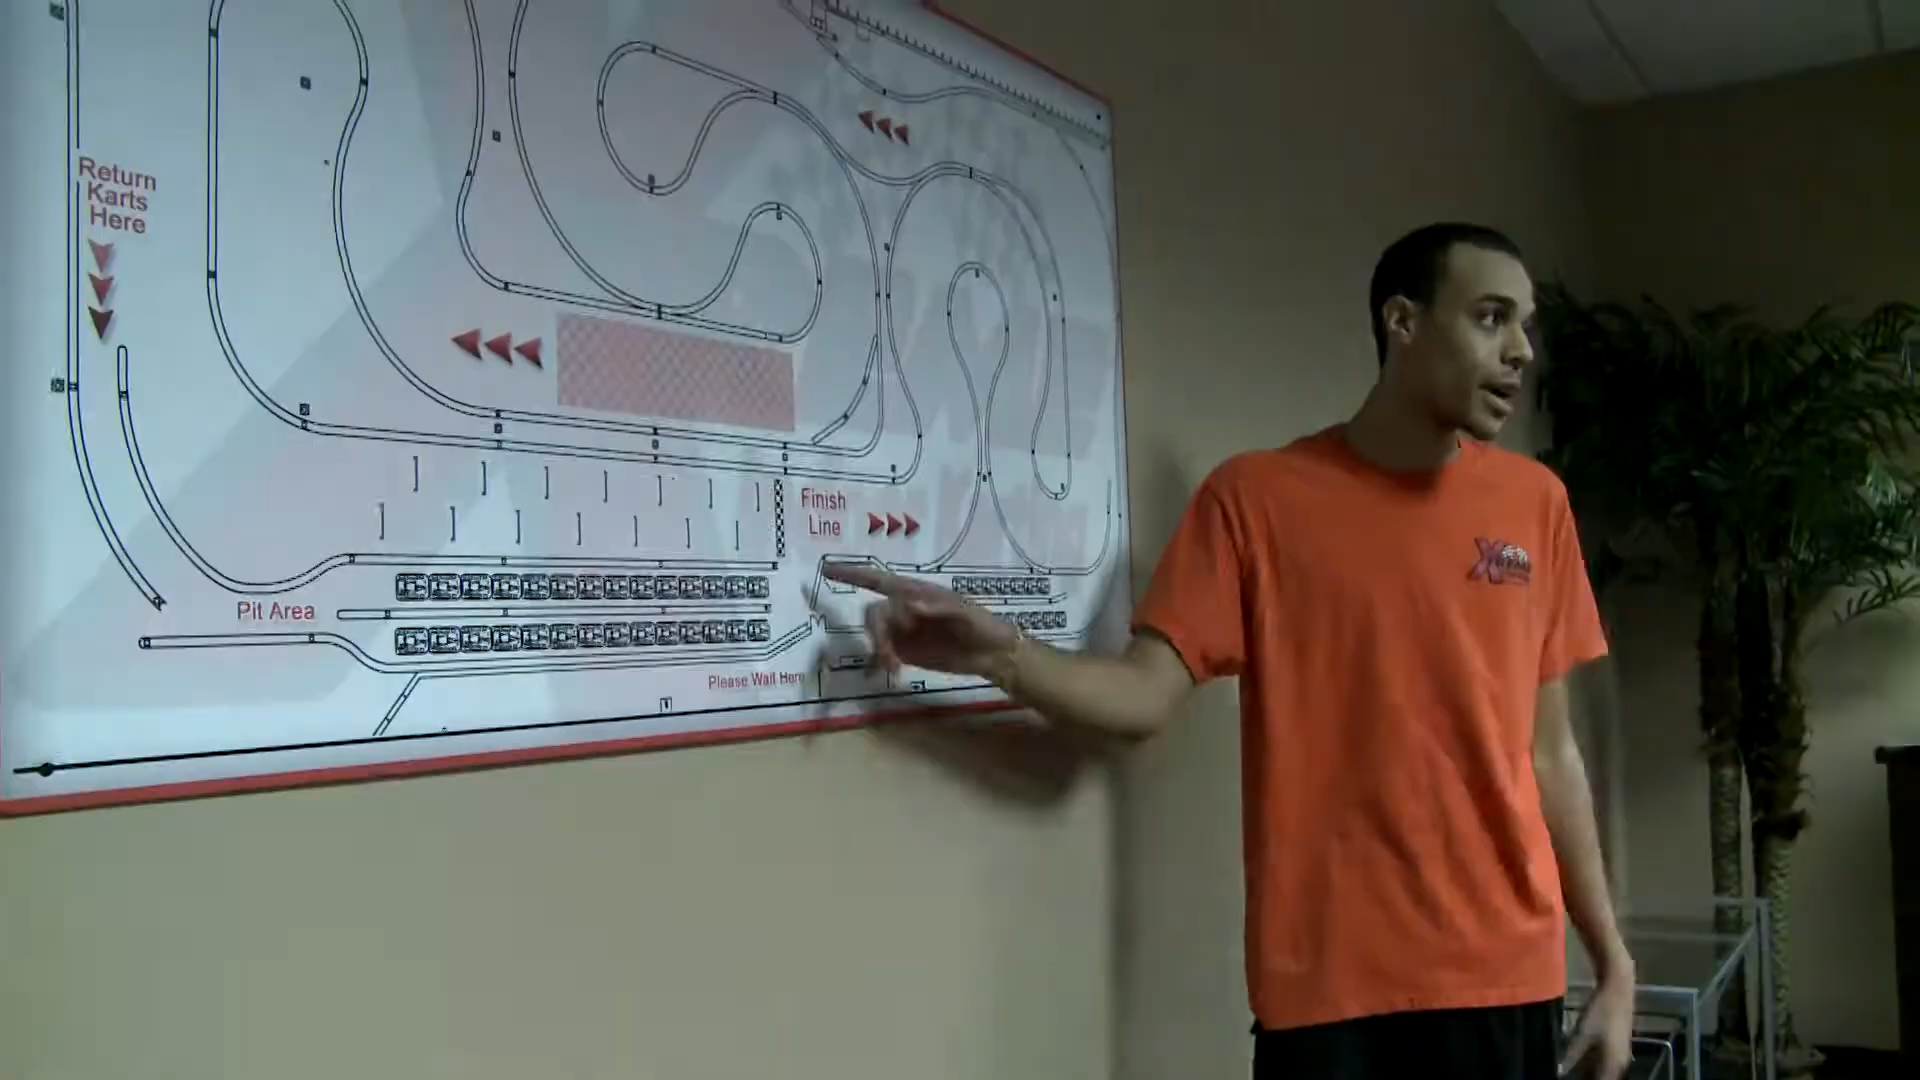 Return
Karts
Here
Finish
Line
Pit Area
Please Wait Here